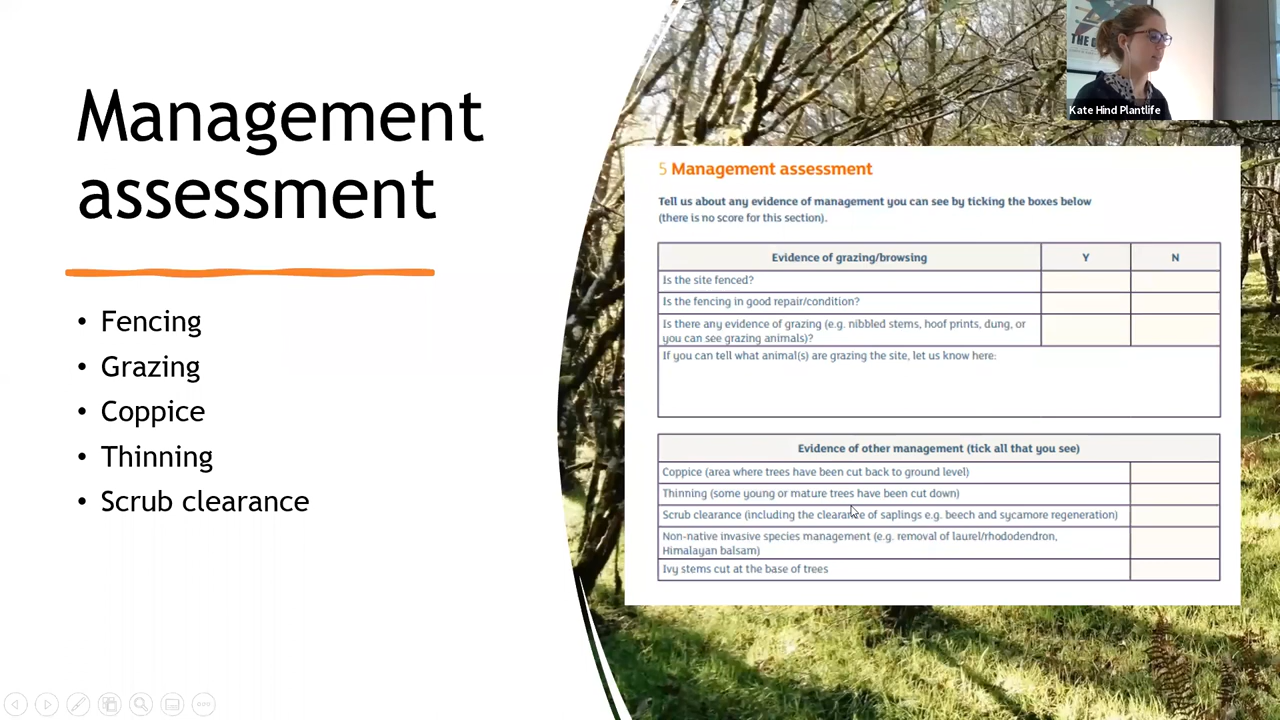 Management
assessment
• Fencing
• Grazing
• Coppice
• Thinning
• Scrub clearance
THE
Kate Hind Plantlife
5 Management assessment
Tell us about any evidence of management you can see by ticking the boxes below
(there is no score for this section).
Evidence of grazing/browsing Y N
Is the site fenced?
Is the fencing in good repair/condition?
Is there any evidence of grazing (e.g. nibbled stems, hoof prints, dung, or
you can see grazing animals)?
If you can tell what animal(s) are grazing the site, let us know here:
Evidence of other management (tick all that you see)
Coppice (area where trees have been cut back to ground level)
Thinning (some young or mature trees have been cut down)
Scrub clearance (including the clearance of saplings e.g. beech and sycamore regeneration)
Non-native invasive species management (e.g. removal of laurel/rhododendron,
Himalayan balsam)
Ivy stems cut at the base of trees